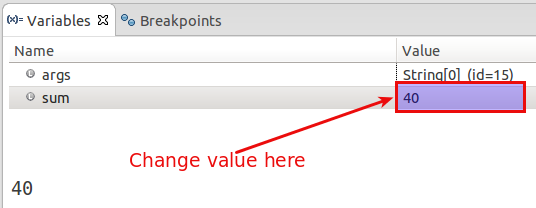 (x)= Variables Breakpoints
Name Value
args String[0] (id=15)
sum 40
Change value here
40